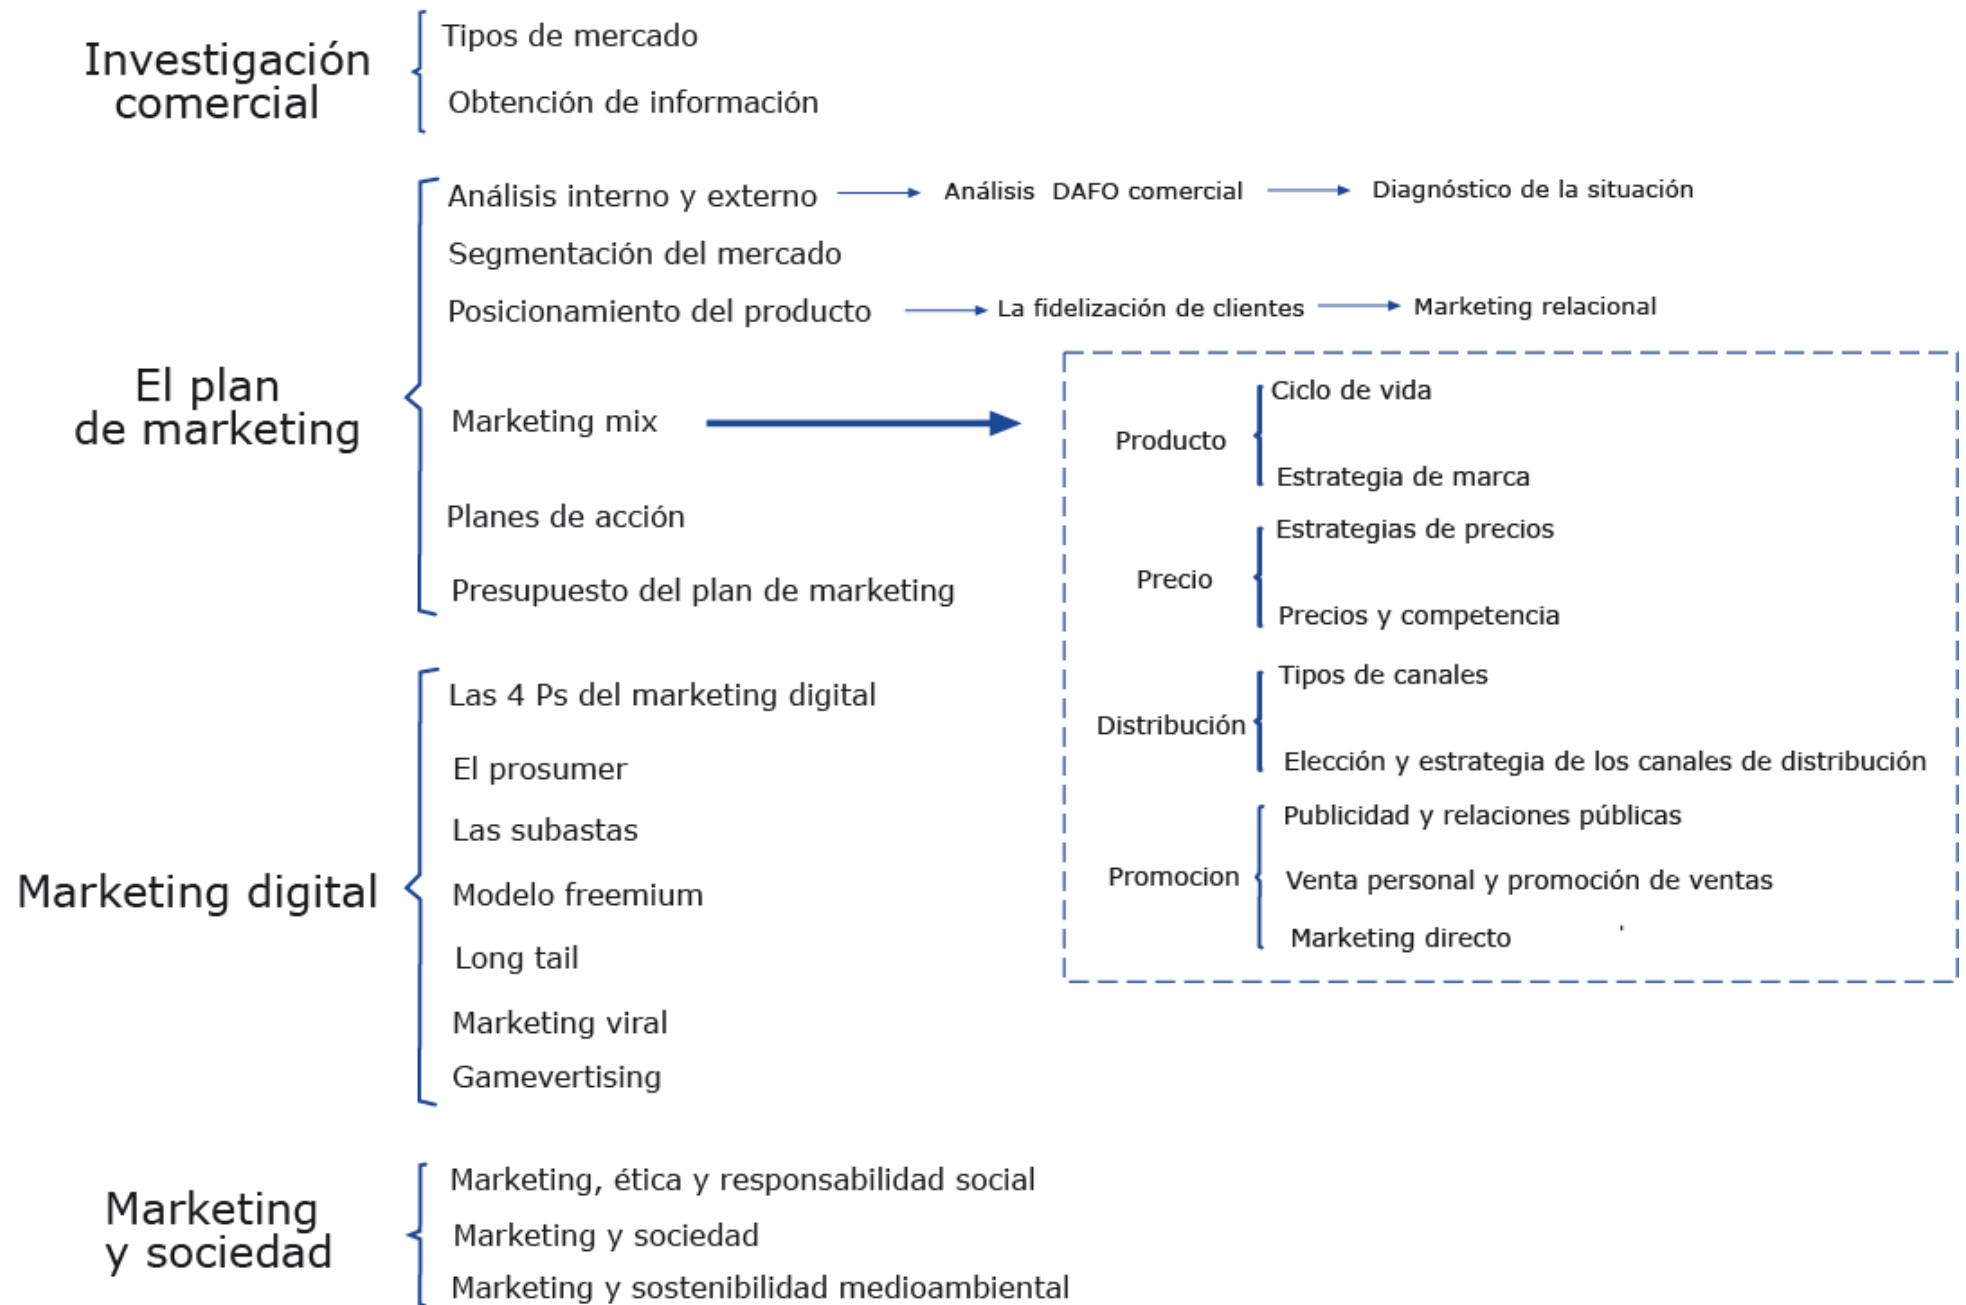 Investigación
comercial
Tipos de mercado
Obtención de información
El plan
de marketing
Análisis interno y externo
Análisis DAFO comercial
Diagnóstico de la situación
Segmentación del mercado
Posicionamiento del producto
La fidelización de clientes
Marketing relacional
Marketing mix
Producto
Ciclo de vida
Estrategia de marca
Precio
Estrategias de precios
Precios y competencia
Distribución
Tipos de canales
Elección y estrategia de los canales de distribución
Promocion
Publicidad y relaciones públicas
Venta personal y promoción de ventas
Marketing directo
Planes de acción
Presupuesto del plan de marketing
Marketing digital
Las 4 Ps del marketing digital
El prosumer
Las subastas
Modelo freemium
Long tail
Marketing viral
Gamevertising
Marketing
y sociedad
Marketing, ética y responsabilidad social
Marketing y sociedad
Marketing y sostenibilidad medioambiental